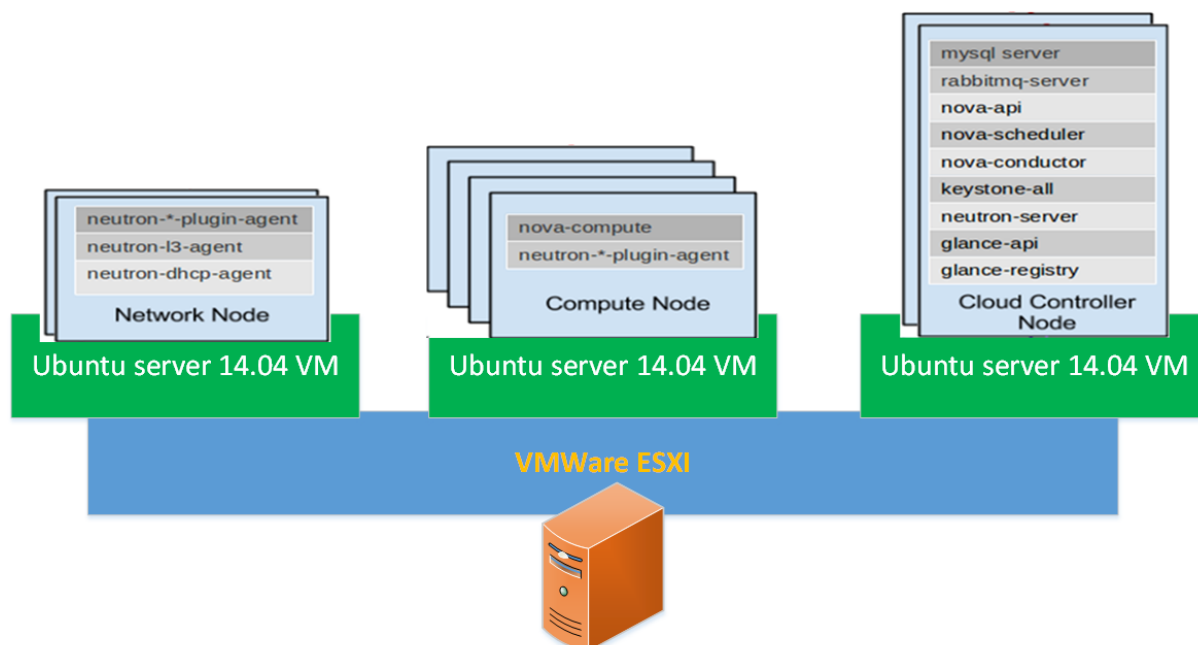 neutron-*-plugin-agent
neutron-l3-agent
neutron-dhcp-agent
Network Node
Ubuntu server 14.04 VM
nova-compute
neutron-*-plugin-agent
Compute Node
Ubuntu server 14.04 VM
mysql server
rabbitmq-server
nova-api
nova-scheduler
nova-conductor
keystone-all
neutron-server
glance-api
glance-registry
Cloud Controller
Node
Ubuntu server 14.04 VM
VMWare ESXI